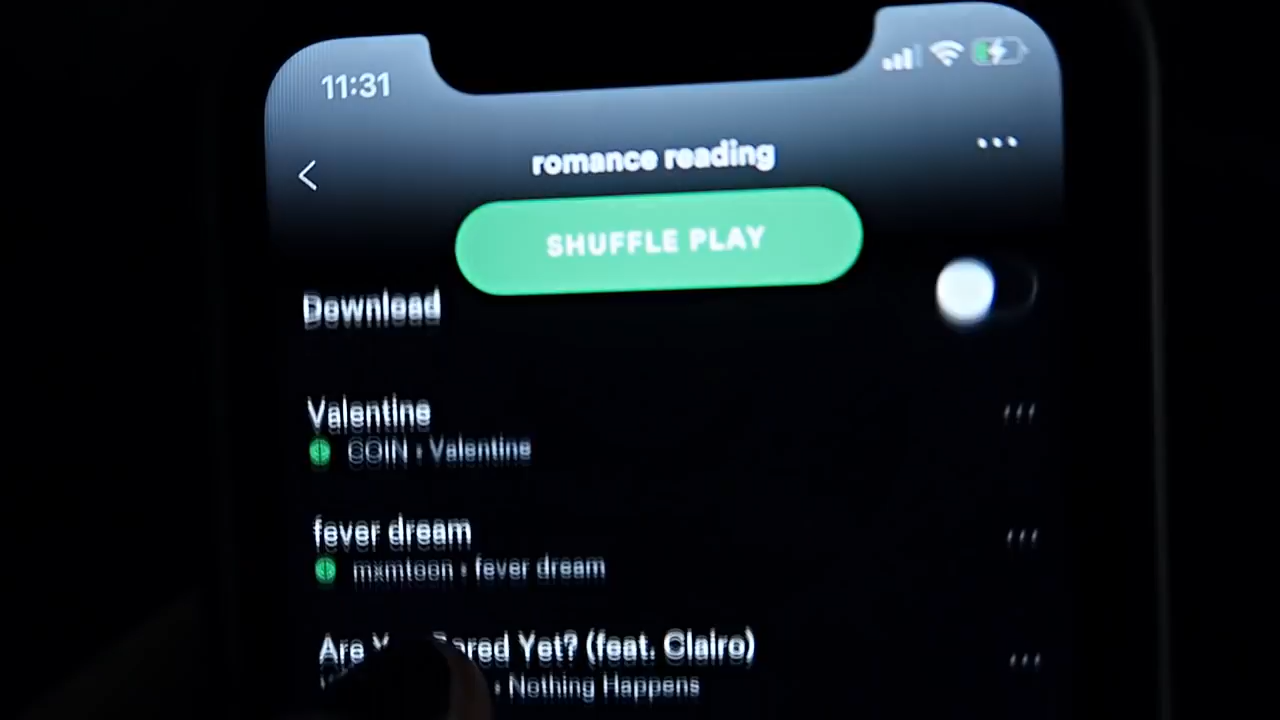 11:31
romance reading
SHUFFLE PLAY
Download
Valentine
COIN • Valentine
fever dream
mxmtoon • fever dream
Are Yet? (feat. Clairo)
• Nothing Happens